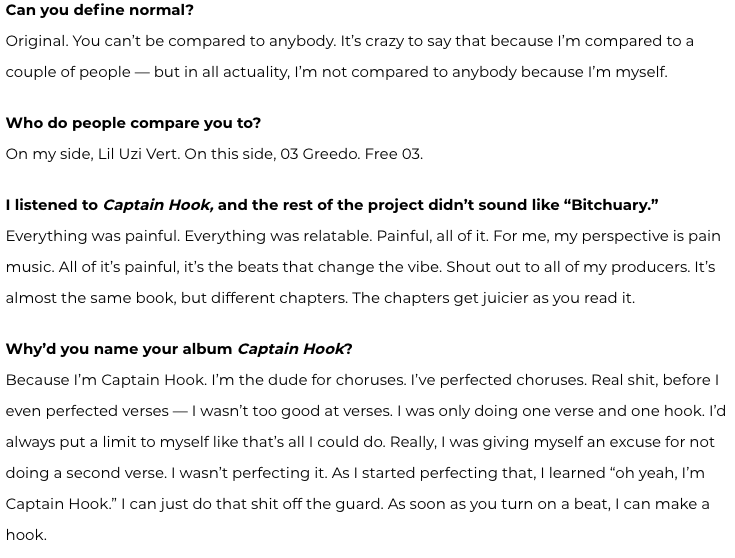 Can you define normal?
Original. You can’t be compared to anybody. It’s crazy to say that because I’m compared to a
couple of people — but in all actuality, I’m not compared to anybody because I’m myself.
Who do people compare you to?
On my side, Lil Uzi Vert. On this side, 03 Greedo. Free 03.
I listened to Captain Hook, and the rest of the project didn’t sound like “Bitchuary.”
Everything was painful. Everything was relatable. Painful, all of it. For me, my perspective is pain
music. All of it’s painful, it’s the beats that change the vibe. Shout out to all of my producers. It’s
almost the same book, but different chapters. The chapters get juicier as you read it.
Why’d you name your album Captain Hook?
Because I’m Captain Hook. I’m the dude for choruses. I’ve perfected choruses. Real shit, before I
even perfected verses — I wasn’t too good at verses. I was only doing one verse and one hook. I’d
always put a limit to myself like that’s all I could do. Really, I was giving myself an excuse for not
doing a second verse. I wasn’t perfecting it. As I started perfecting that, I learned “oh yeah, I’m
Captain Hook.” I can just do that shit off the guard. As soon as you turn on a beat, I can make a
hook.